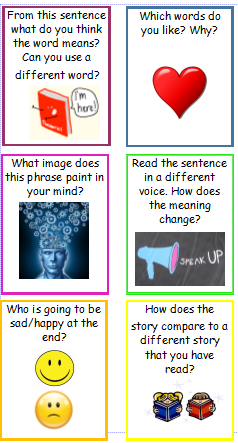 From this sentence
what do you think
the word means?
Can you use a
different word?
I'm
here!
Which words do
you like? Why?
What image does
this phrase paint in
your mind?
Read the sentence
in a different
voice. How does
the meaning
change?
SPEAK UP
Who is going to be
sad/happy at the
end?
How does the
story compare to a
different story
that you have
read?